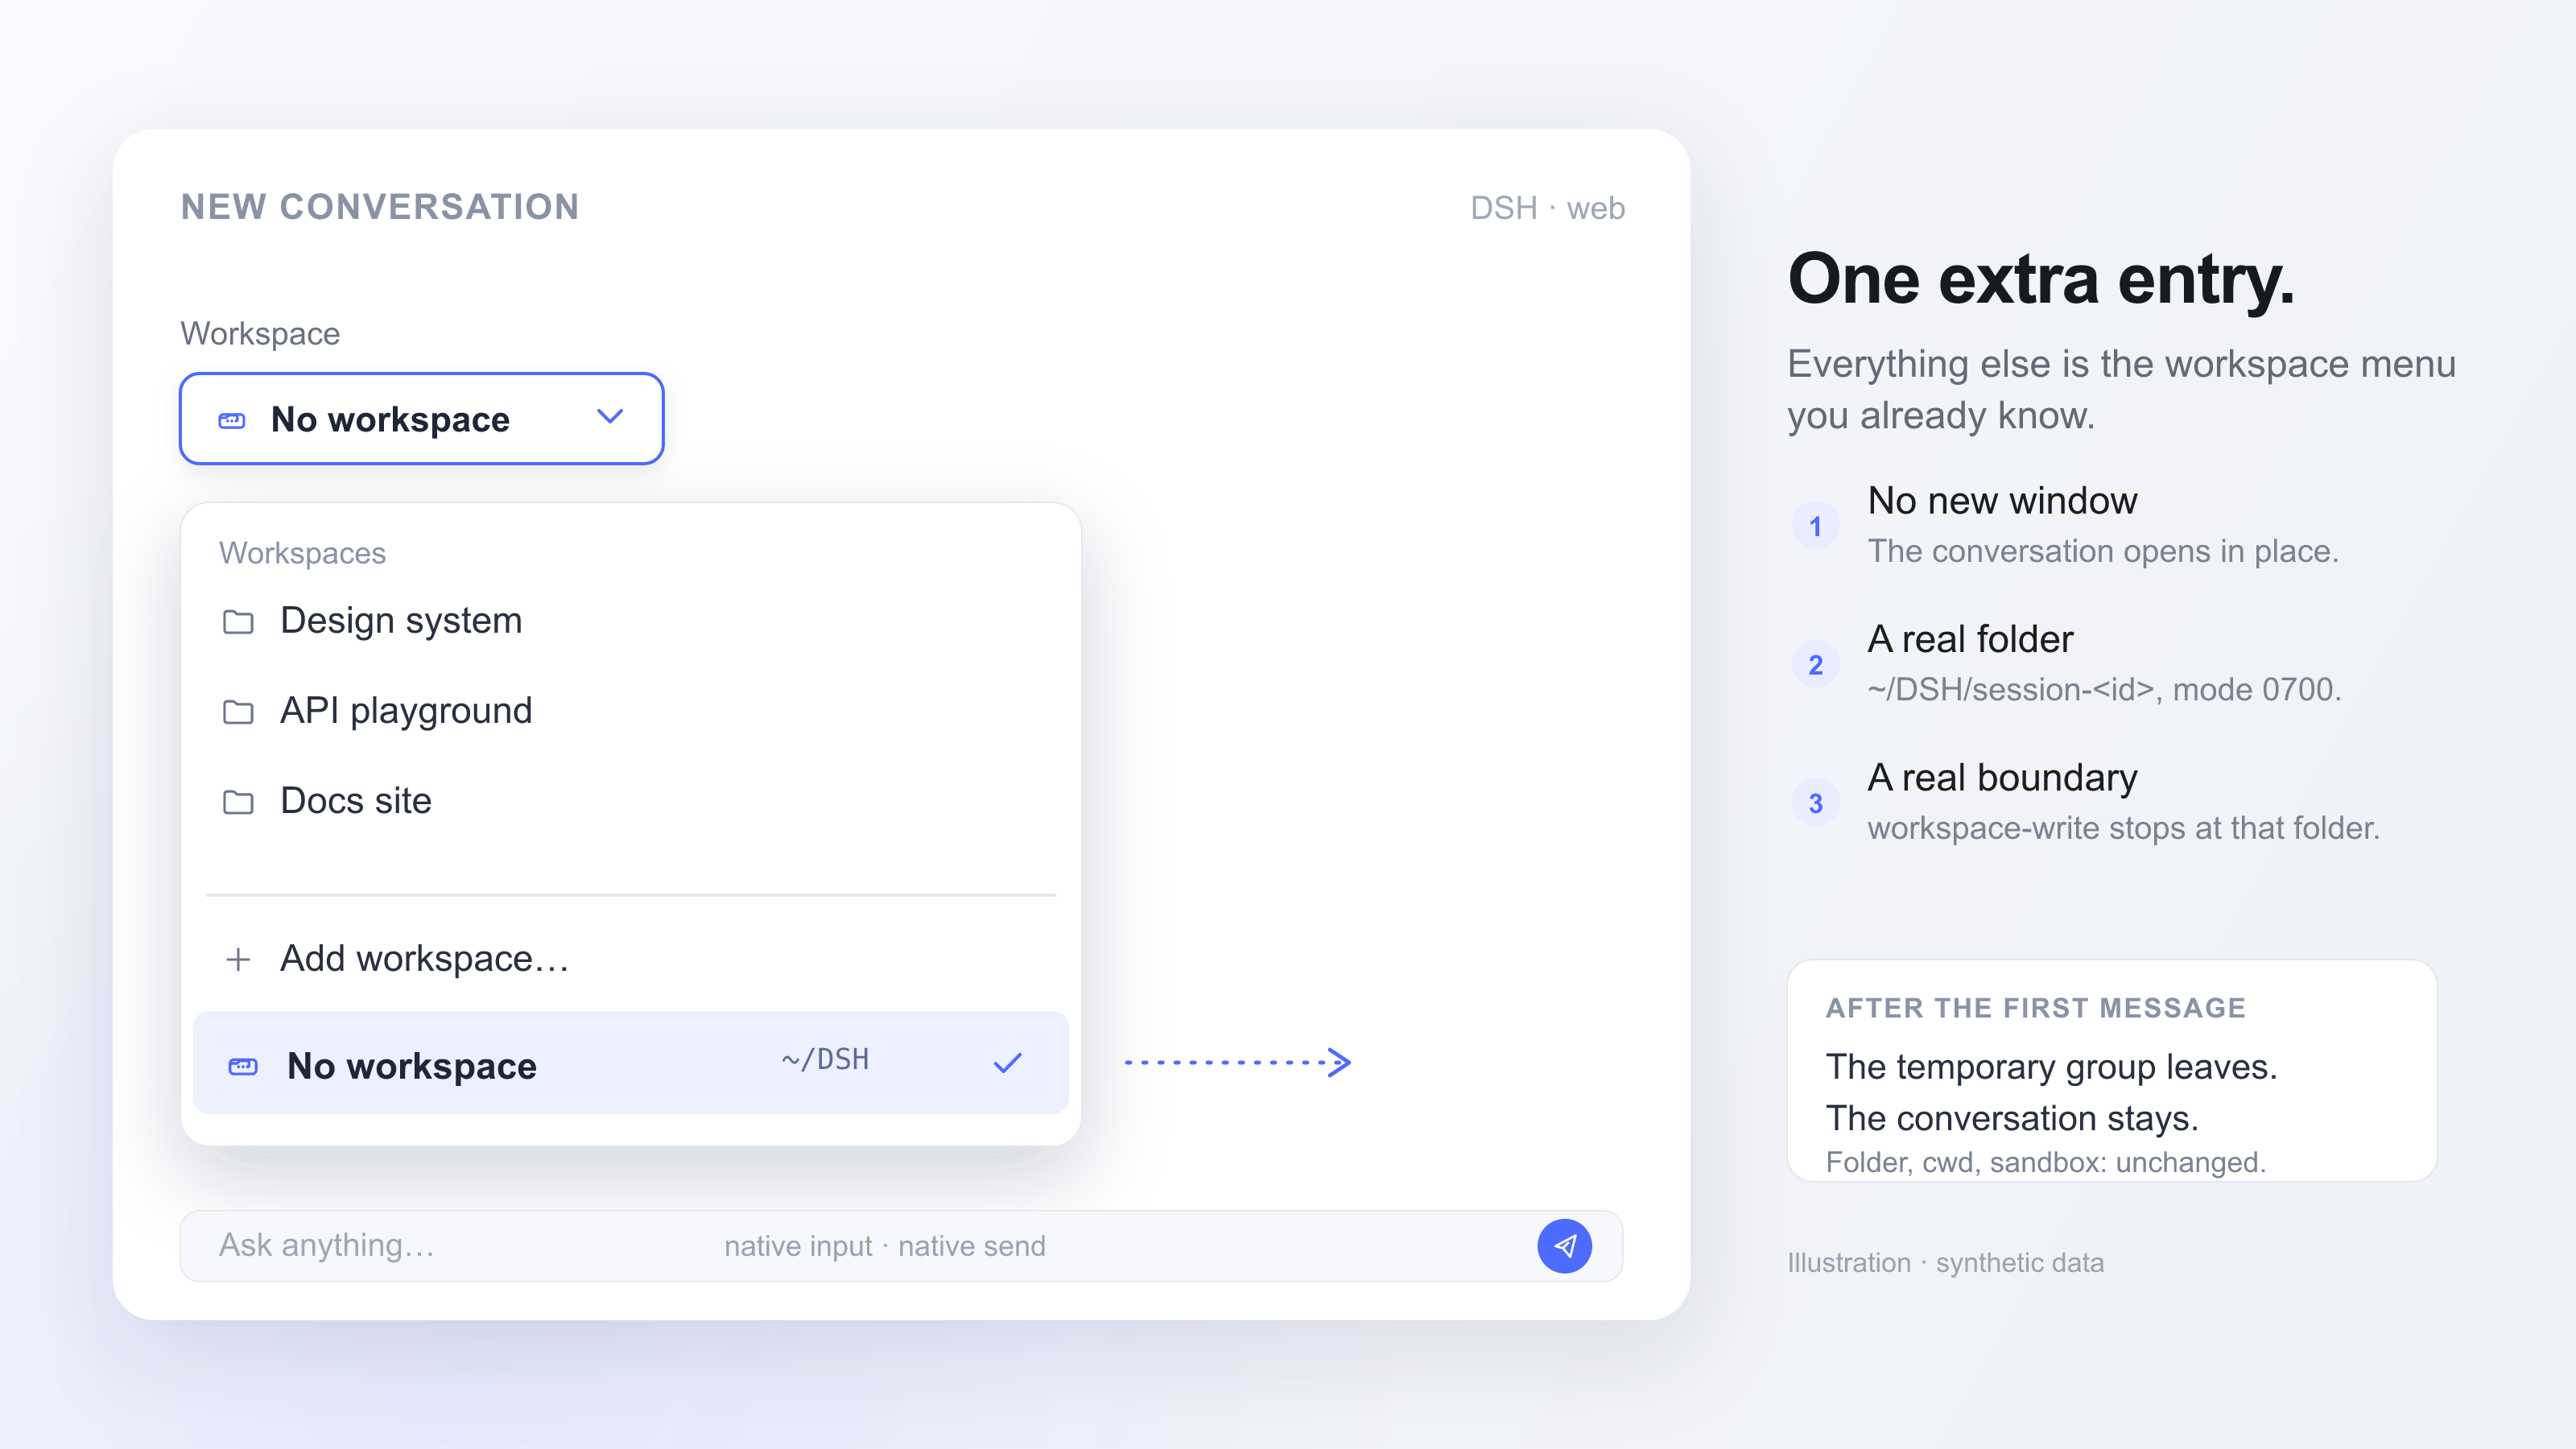 NEW CONVERSATION
DSH · web
Workspace
No workspace
Workspaces
Design system
API playground
Docs site
Add workspace…
No workspace
~/DSH
Ask anything…
native input · native send
One extra entry.
Everything else is the workspace menu
you already know.
1
No new window
The conversation opens in place.
2
A real folder
~/DSH/session-<id>, mode 0700.
3
A real boundary
workspace-write stops at that folder.
AFTER THE FIRST MESSAGE
The temporary group leaves.
The conversation stays.
Folder, cwd, sandbox: unchanged.
Illustration · synthetic data